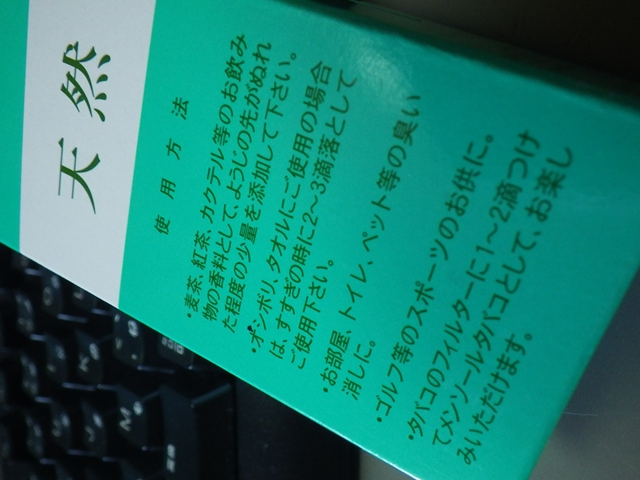 天然
使用方法
・麦茶、紅茶、カクテル等のお飲み
物の香料として、ようじの先がぬれ
た程度の少量を添加して下さい。
・オシボリ、タオルにご使用の場合
は、すすぎの時に2〜3滴落として
ご使用下さい。
・お部屋、トイレ、ペット等の臭い
消しに。
・ゴルフ等のスポーツのお供に。
・タバコのフィルターに1〜2滴つけ
てメンソールタバコとして、お楽し
みいただけます。
M